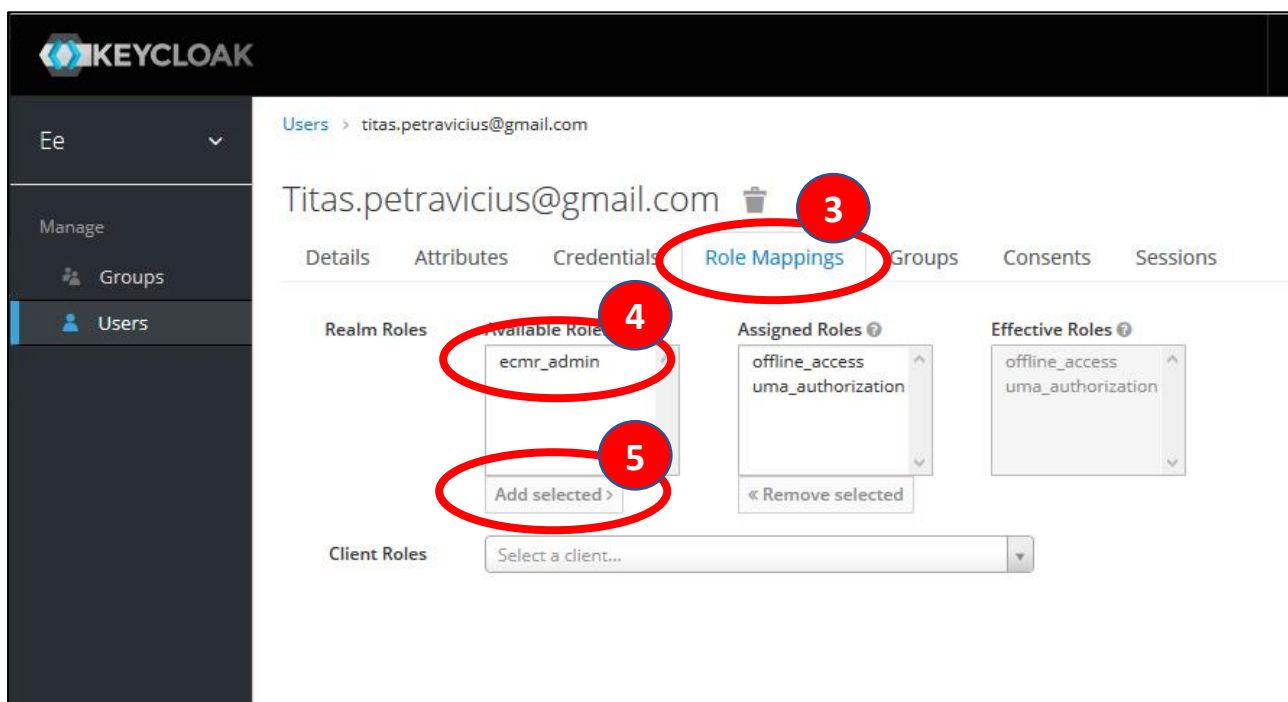 KEYCLOAK
Ee
Users > titas.petravicius@gmail.com
Titas.petravicius@gmail.com
3
Manage
Groups
Users
Details Attributes Credentials Role Mappings Groups Consents Sessions
4
Realm Roles Available Role Assigned Roles Effective Roles
ecmr_admin offline_access offline_access
uma_authorization uma_authorization
5
Add selected > « Remove selected
Client Roles Select a client...